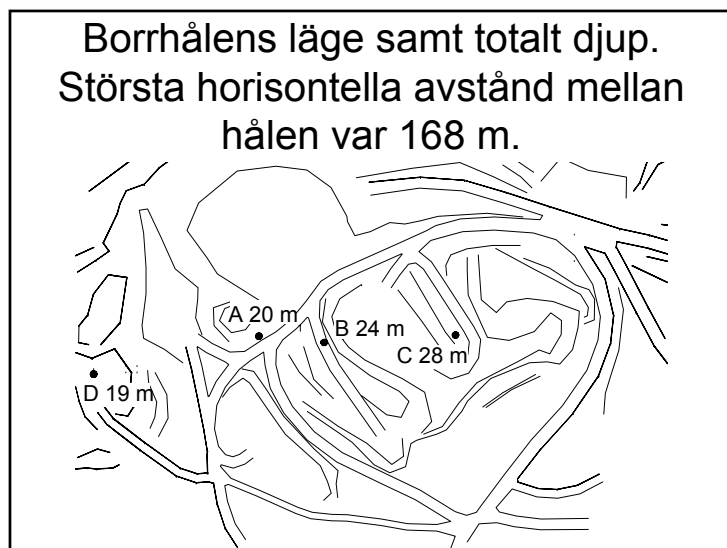 Borrhålens läge samt totalt djup.
Största horisontella avstånd mellan
hålen var 168 m.
A 20 m
B 24 m
C 28 m
D 19 m